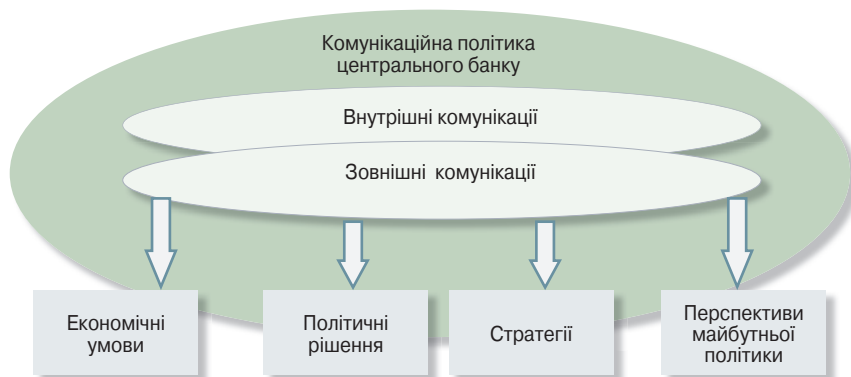 Комунікаційна політика
центрального банку
Внутрішні комунікації
Зовнішні комунікації
Економічні
умови
Політичні
рішення
Стратегії
Перспективи
майбутньої
політики